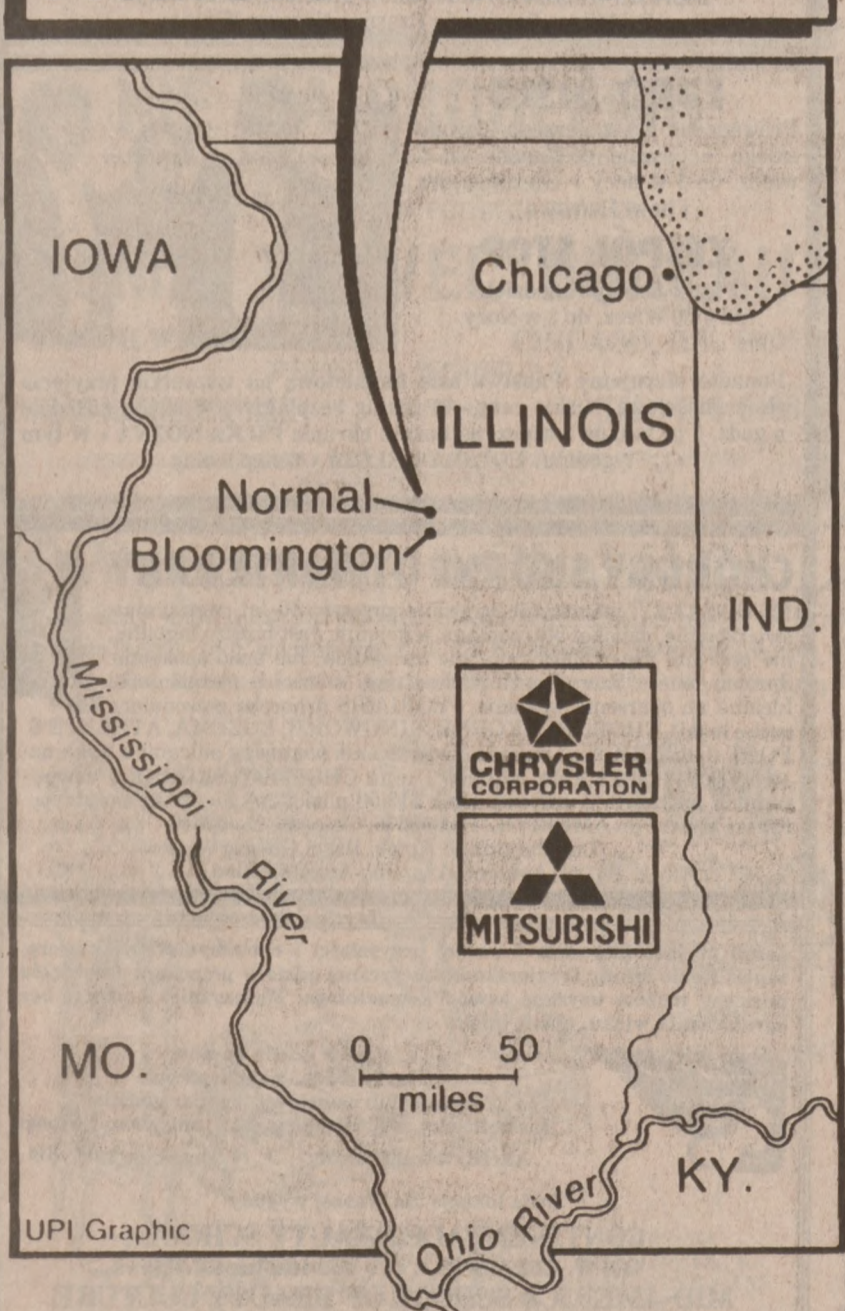 IOWA
Chicago
ILLINOIS
Normal
Bloomington
IND.
Mississippi
River
CHRYSLER
CORPORATION
MITSUBISHI
MO.
0 50
miles
KY.
Ohio River
UPI Graphic